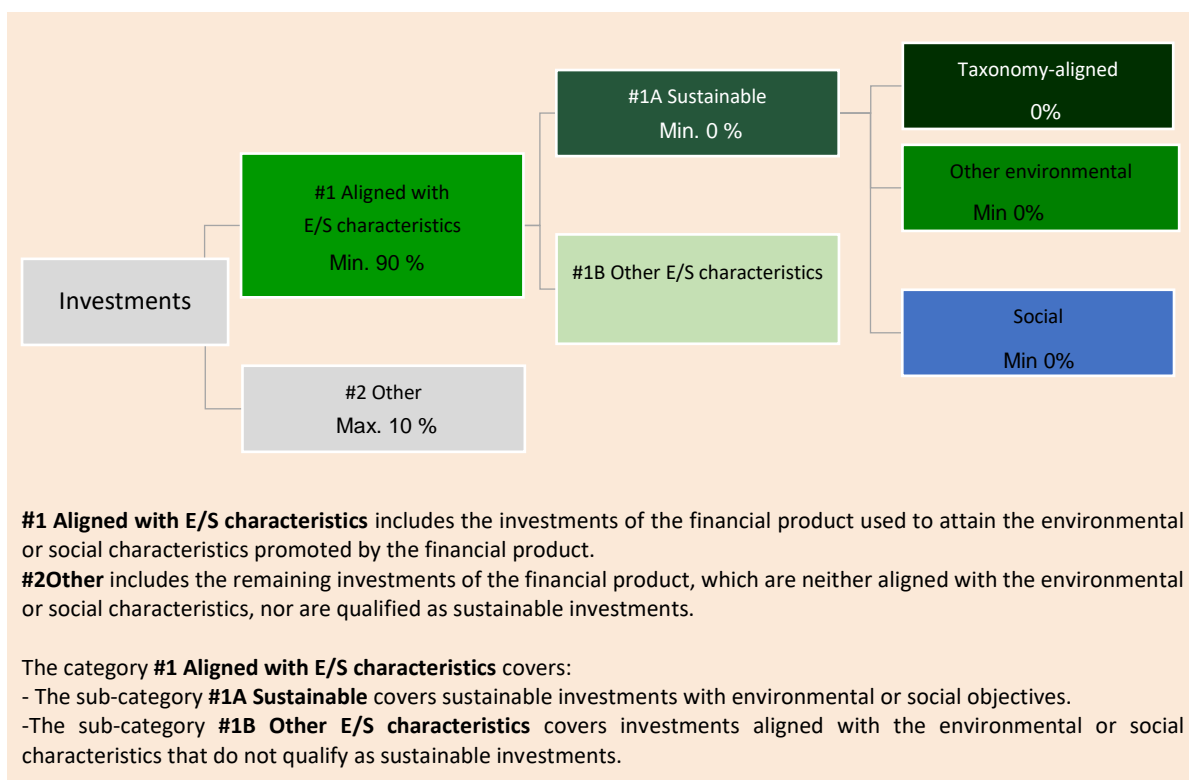 Investments
#1 Aligned with
E/S characteristics
Min. 90 %
#2 Other
Max. 10 %
#1A Sustainable
Min. 0 %
#1B Other E/S characteristics
Taxonomy-aligned
0%
Other environmental
Min 0%
Social
Min 0%
#1 Aligned with E/S characteristics includes the investments of the financial product used to attain the environmental
or social characteristics promoted by the financial product.
#2Other includes the remaining investments of the financial product, which are neither aligned with the environmental
or social characteristics, nor are qualified as sustainable investments.
The category #1 Aligned with E/S characteristics covers:
- The sub-category #1A Sustainable covers sustainable investments with environmental or social objectives.
-The sub-category #1B Other E/S characteristics covers investments aligned with the environmental or social
characteristics that do not qualify as sustainable investments.